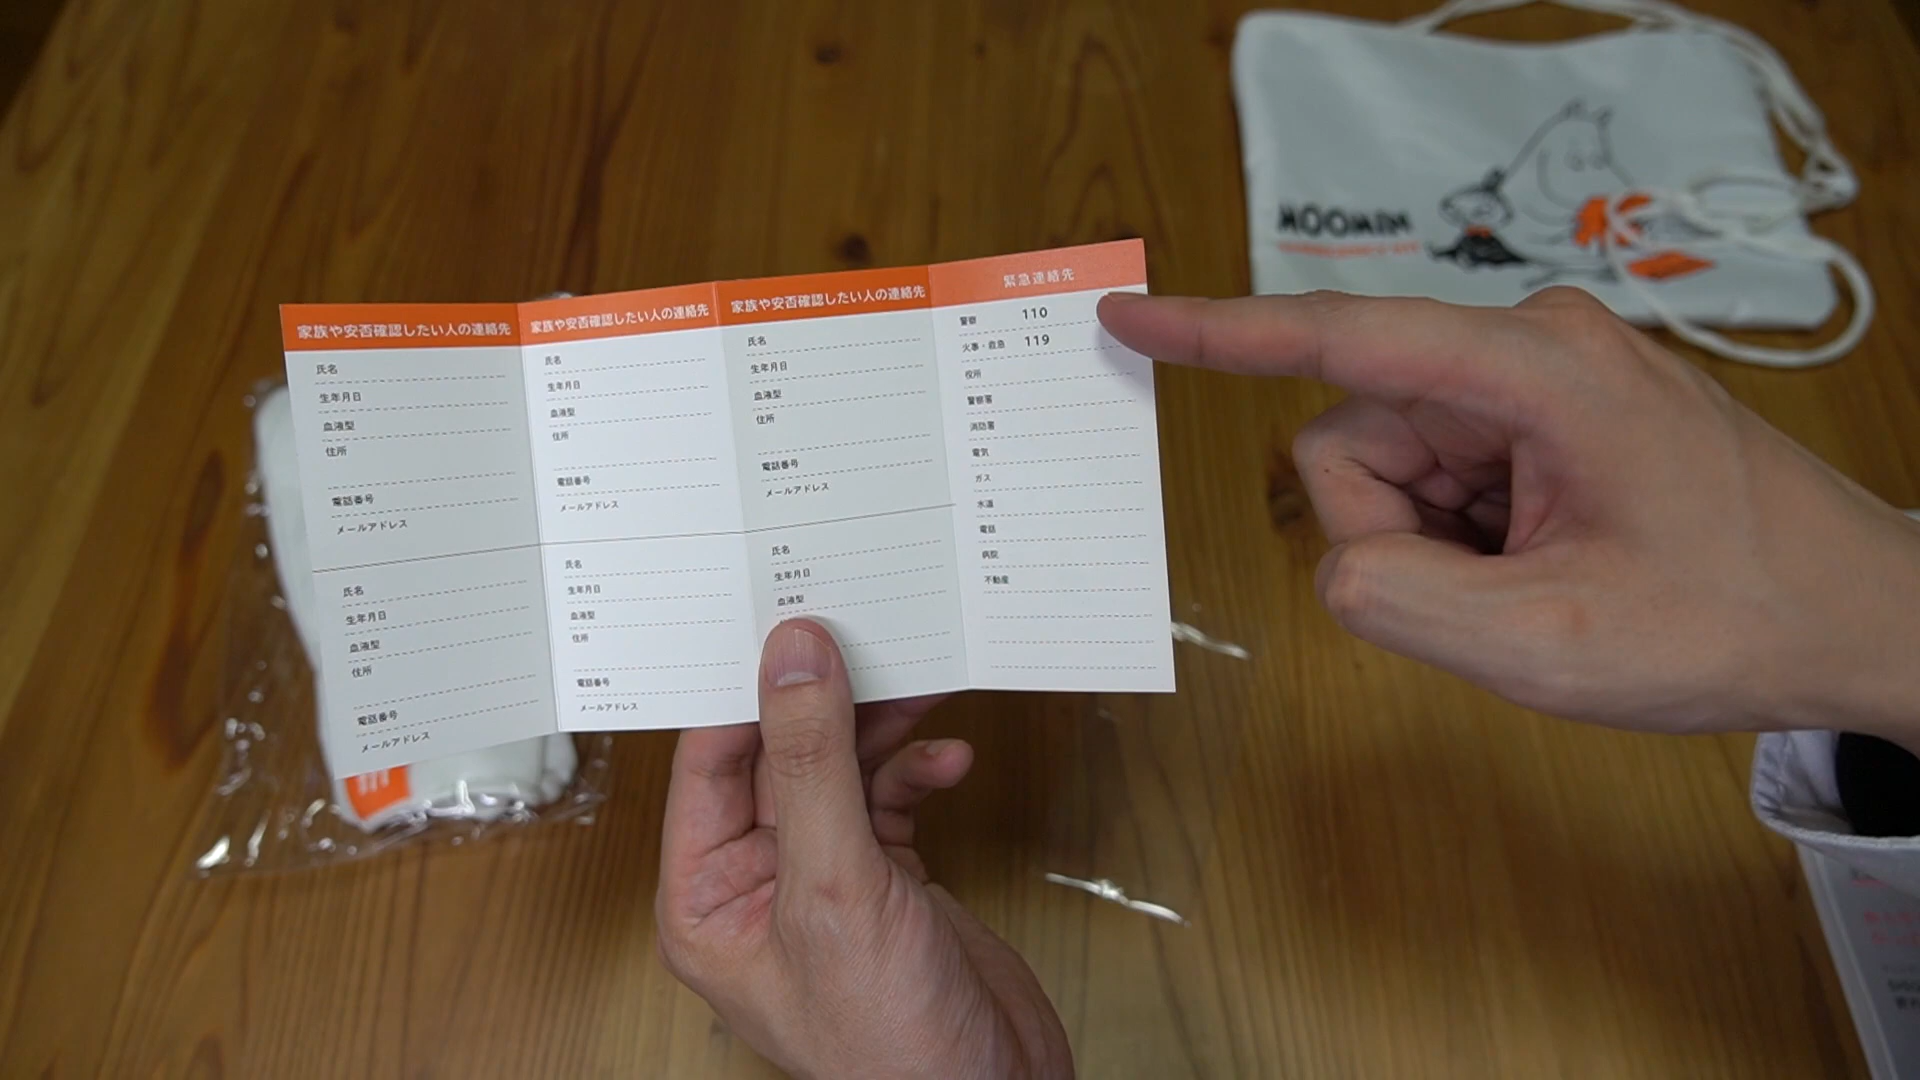 家族や安否確認したい人の連絡先
氏名
生年月日
血液型
住所
電話番号
メールアドレス
氏名
生年月日
血液型
住所
電話番号
メールアドレス
家族や安否確認したい人の連絡先
氏名
生年月日
血液型
住所
電話番号
メールアドレス
氏名
生年月日
血液型
住所
電話番号
メールアドレス
家族や安否確認したい人の連絡先
氏名
生年月日
血液型
住所
電話番号
メールアドレス
氏名
生年月日
血液型
緊急連絡先
警察 110
火事・救急 119
役所
警察署
消防署
電気
ガス
水道
電話
病院
不動産
MOOMIN